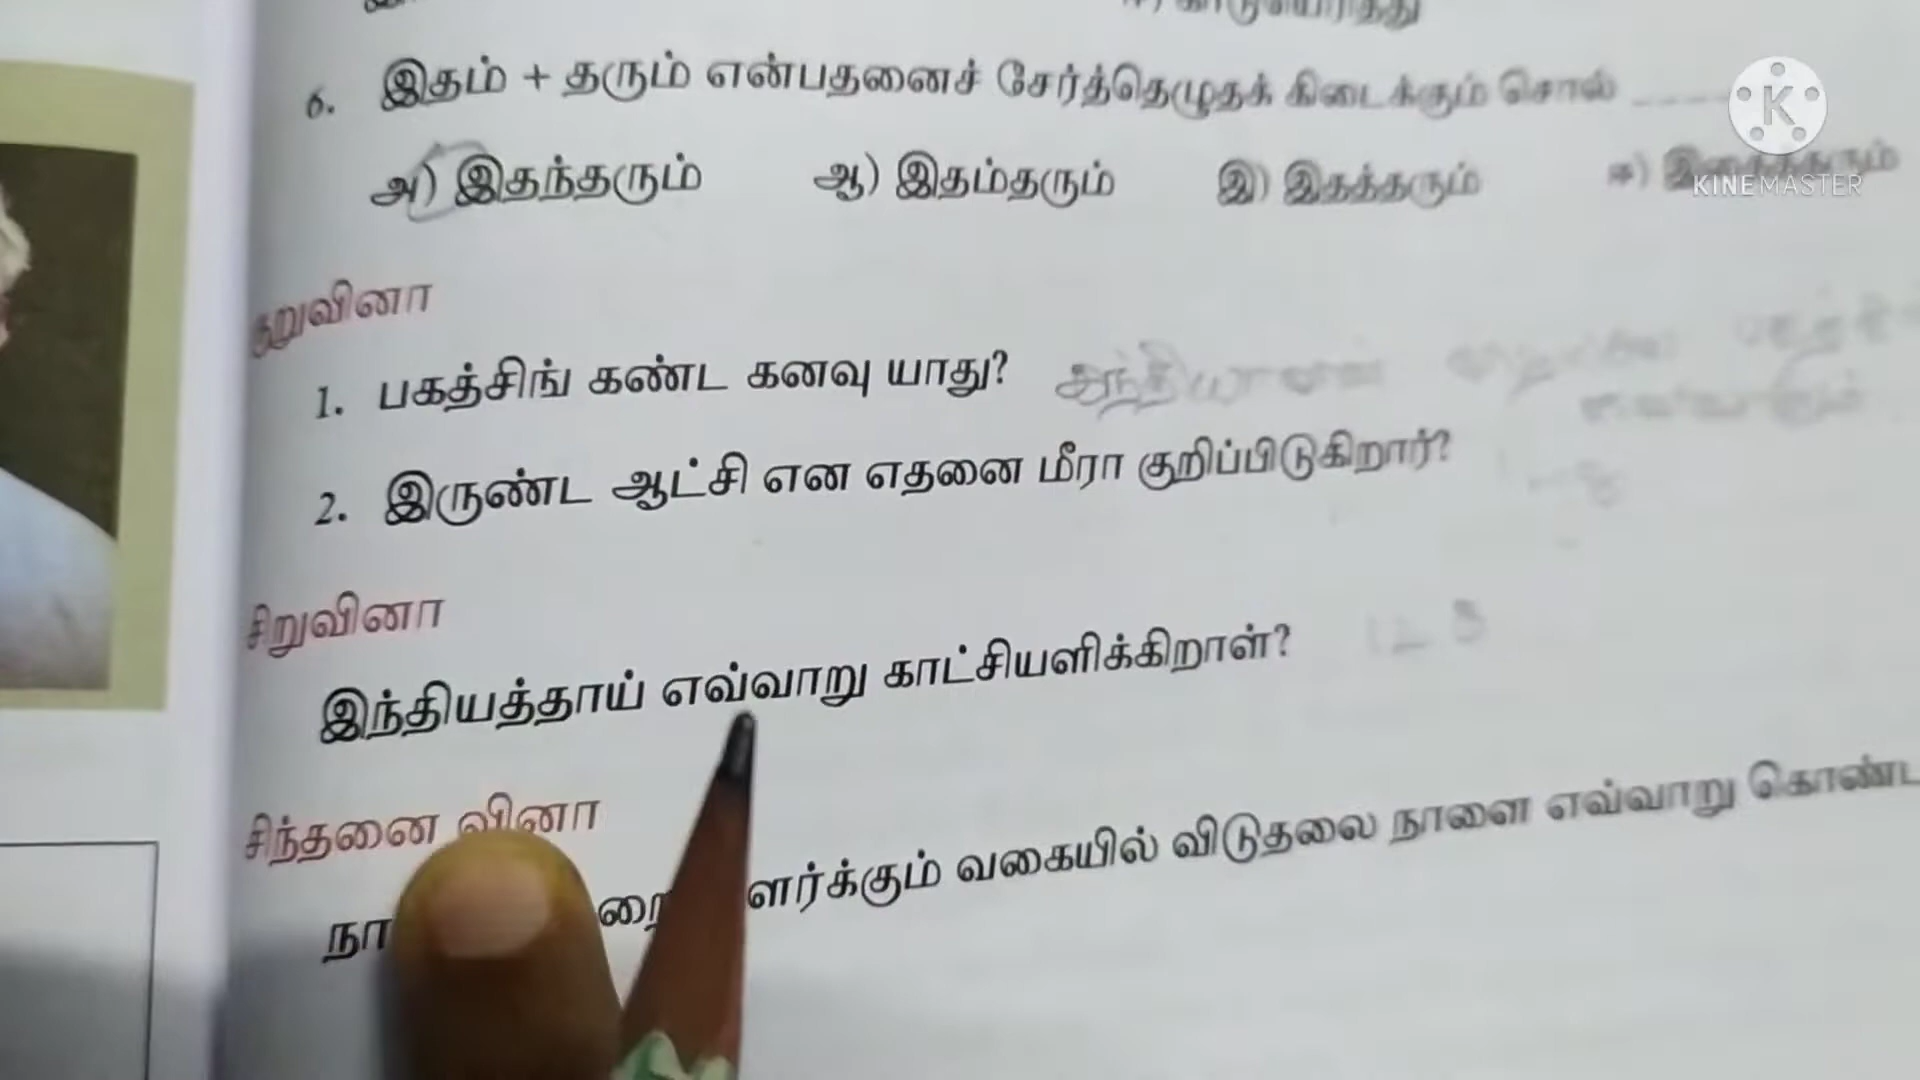 6. இதம் + தரும் என்பதனைச் சேர்த்தெழுதக் கிடைக்கும் சொல் -----
அ) இதந்தரும் ஆ) இதம்தரும் இ) இதத்தரும் ஈ)
K
KINEMASTER
குறுவினா
1. பகத்சிங் கண்ட கனவு யாது?
2. இருண்ட ஆட்சி என எதனை மீரா குறிப்பிடுகிறார்?
சிறுவினா
இந்தியத்தாய் எவ்வாறு காட்சியளிக்கிறாள்?
சிந்தனை வினா
வகையில் விடுதலை நாளை எவ்வாறு